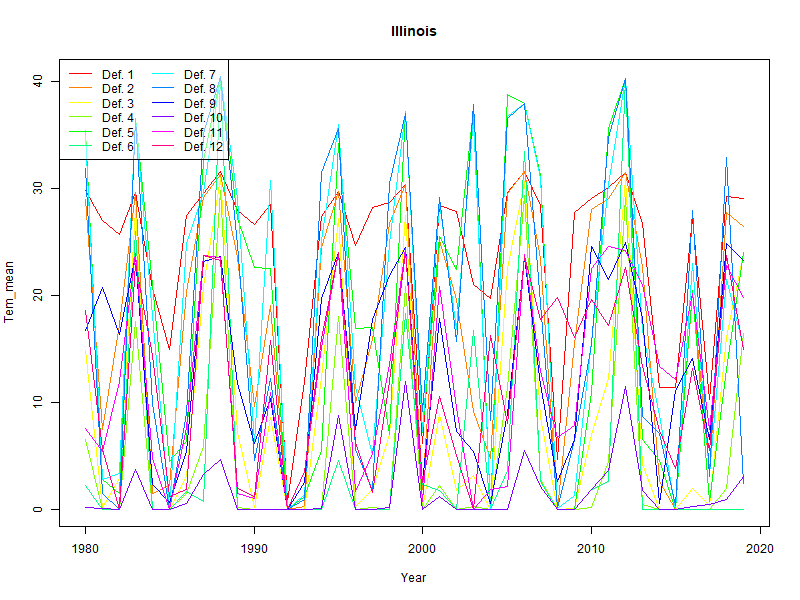 Illinois
Def. 1 Def. 7
Def. 2 Def. 8
Def. 3 Def. 9
Def. 4 Def. 10
Def. 5 Def. 11
Def. 6 Def. 12
40
30
20
10
0
Tem_mean
1980 1990 2000 2010 2020
Year